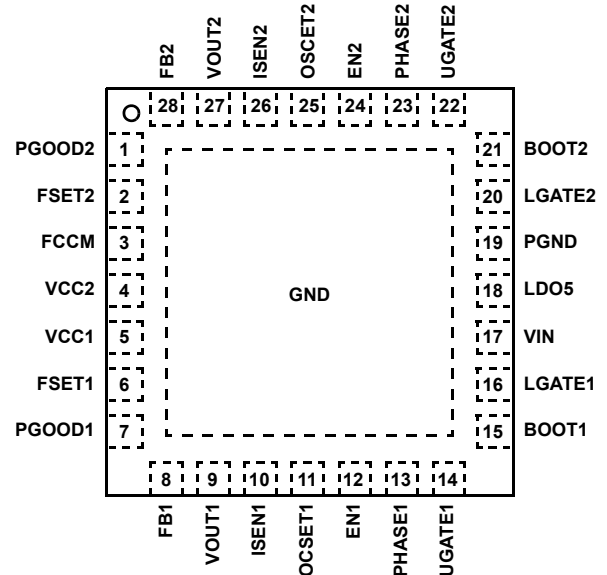 FB2
VOUT2
ISEN2
OSCET2
EN2
PHASE2
UGATE2
28 27 26 25 24 23 22
PGOOD2 1
FSET2 2
FCCM 3
VCC2 4
VCC1 5
FSET1 6
PGOOD1 7
GND
21 BOOT2
20 LGATE2
19 PGND
18 LDO5
17 VIN
16 LGATE1
15 BOOT1
8 9 10 11 12 13 14
FB1
VOUT1
ISEN1
OCSET1
EN1
PHASE1
UGATE1